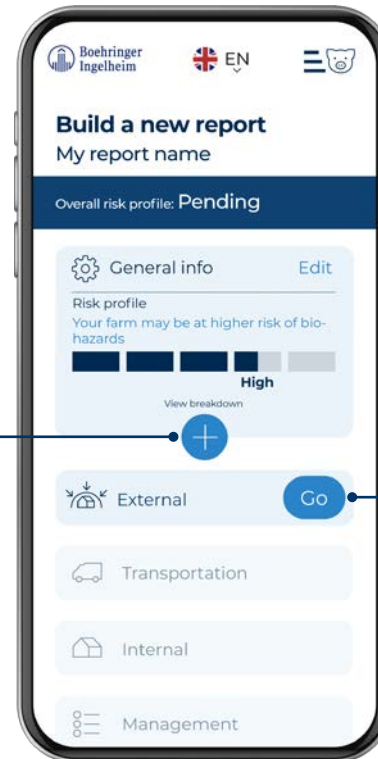 Boehringer
Ingelheim
EN
Build a new report
My report name
Overall risk profile: Pending
General info
Edit
Risk profile
Your farm may be at higher risk of bio-
hazards
High
View breakdown
External
Go
Transportation
Internal
Management